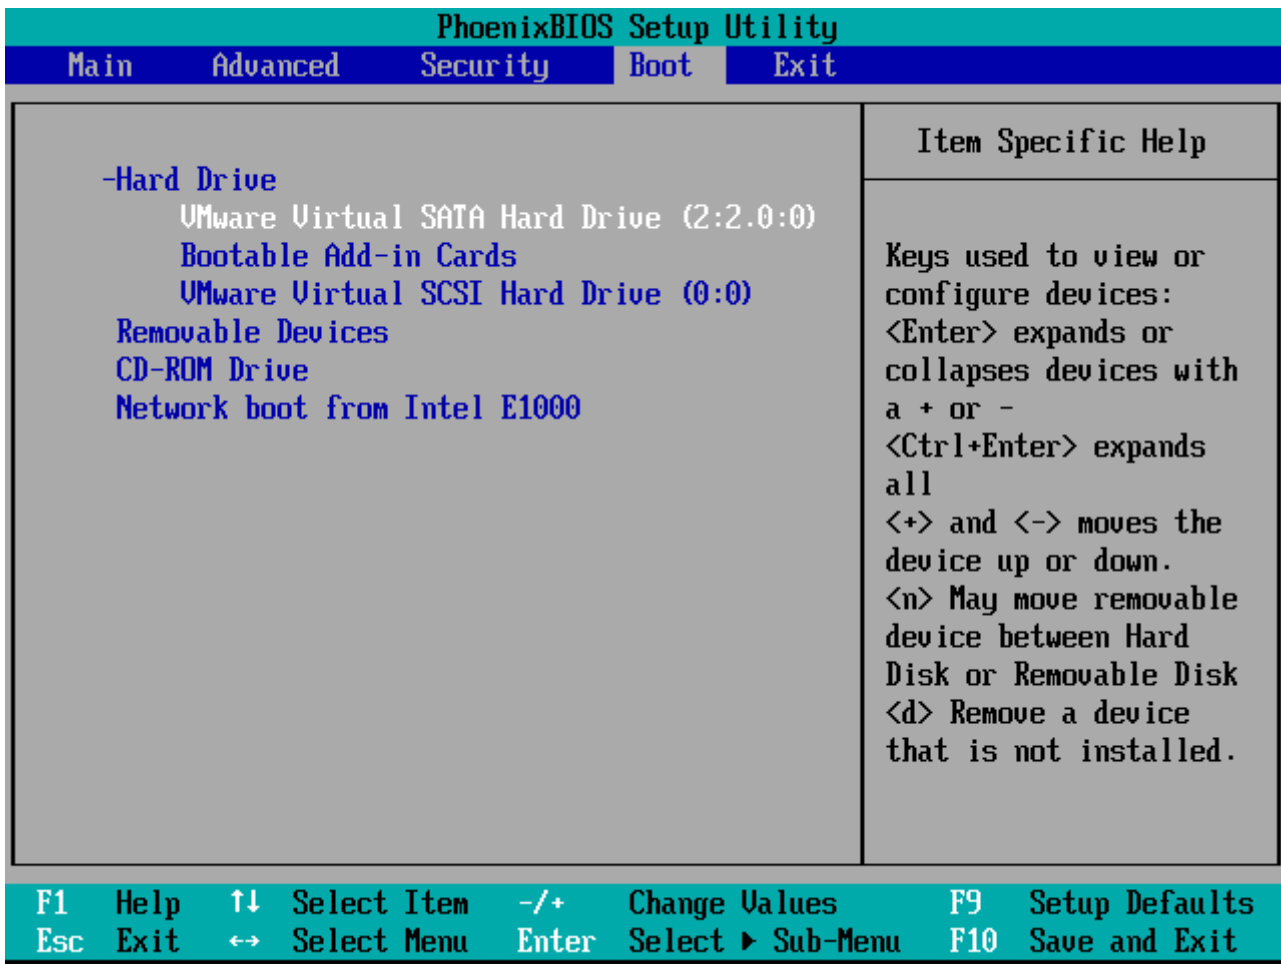 PhoenixBIOS Setup Utility
Main Advanced Security Boot Exit
-Hard Drive
VMware Virtual SATA Hard Drive (2:2.0:0)
Bootable Add-in Cards
VMware Virtual SCSI Hard Drive (0:0)
Removable Devices
CD-ROM Drive
Network boot from Intel E1000
Item Specific Help
Keys used to view or
configure devices:
<Enter> expands or
collapses devices with
a + or -
<Ctrl+Enter> expands
all
<+> and <-> moves the
device up or down.
<n> May move removable
device between Hard
Disk or Removable Disk
<d> Remove a device
that is not installed.
F1 Help ↑↓ Select Item -/+ Change Values F9 Setup Defaults
Esc Exit ↔ Select Menu Enter Select ▶ Sub-Menu F10 Save and Exit